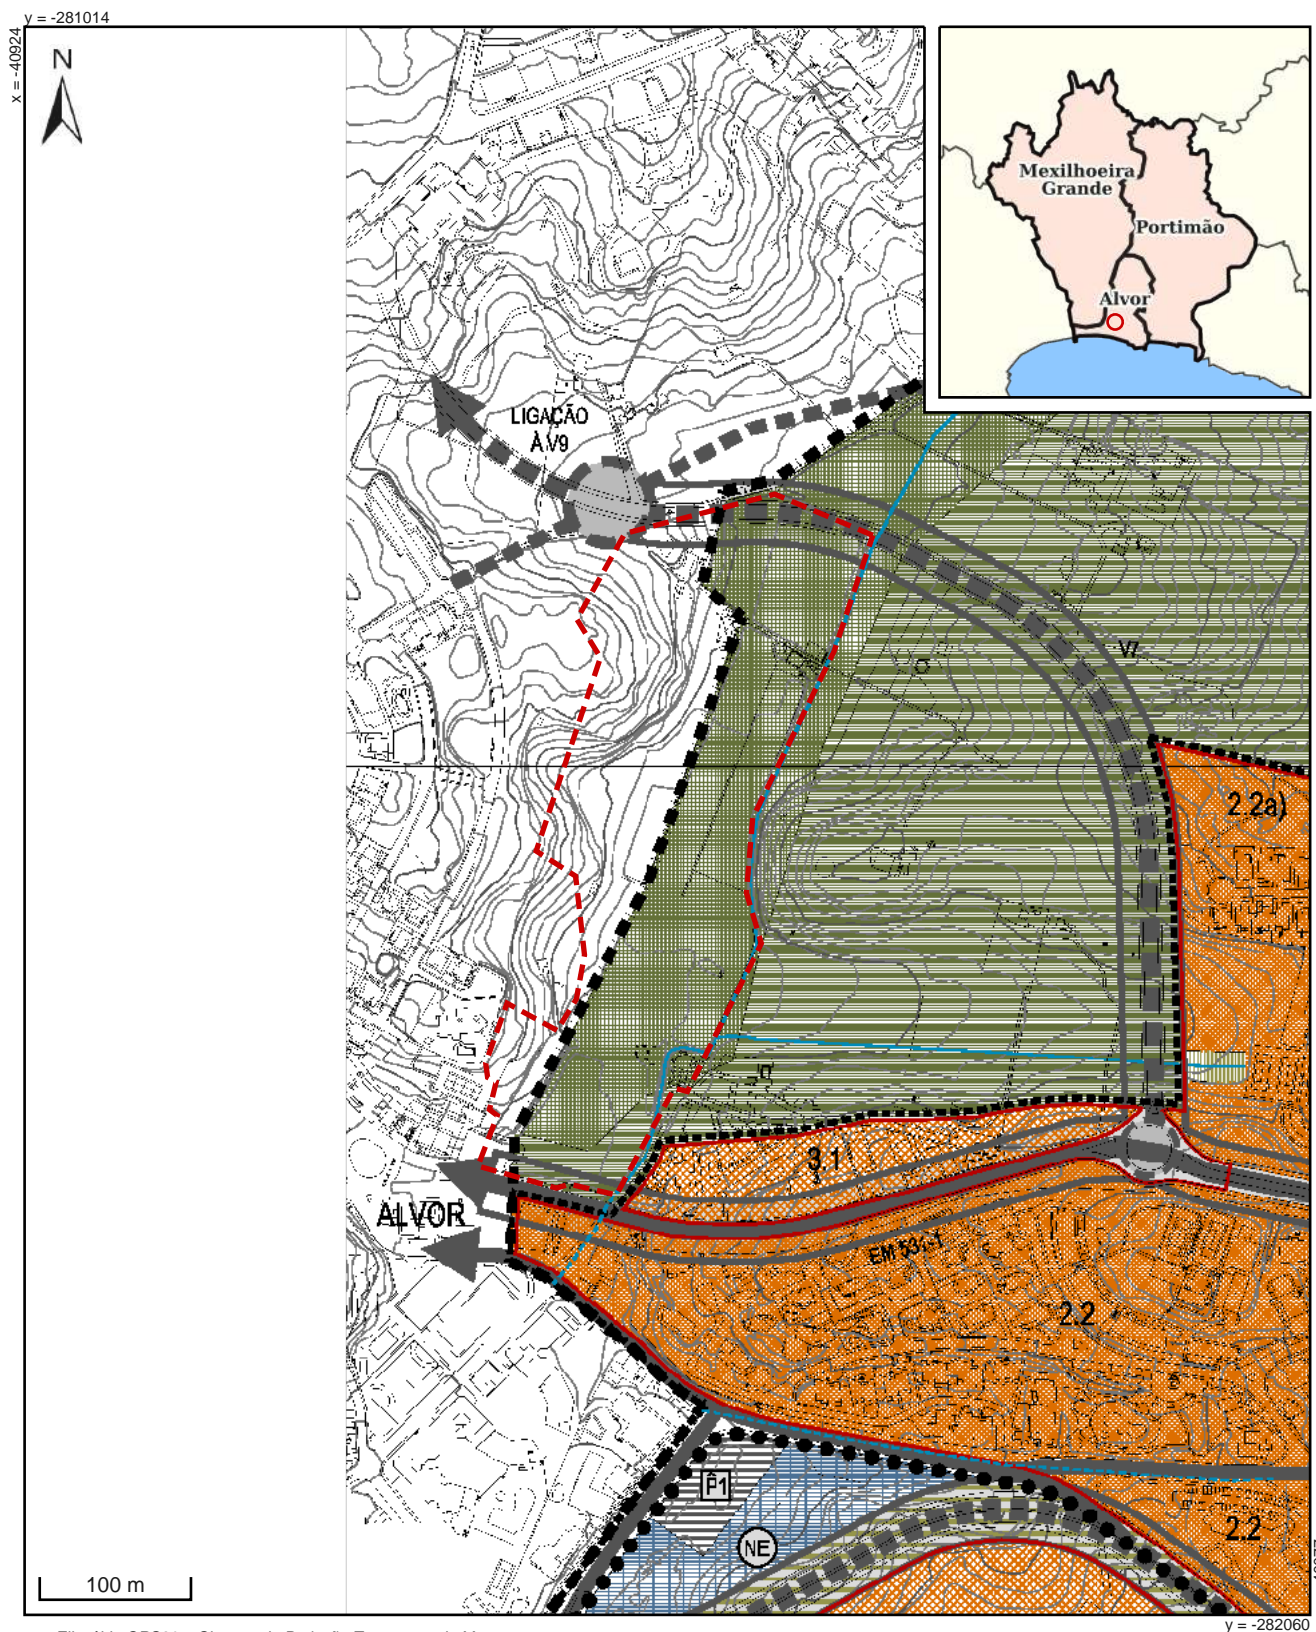 y = -281014
x = -40924
N
Mexilhoeira
Grande
Portimão
Alvor
LIGAÇÃO
À V9
V7
2.2a)
3.1
ALVOR
EM 531-1
2.2
P1
NE
2.2
100 m
y = -282060